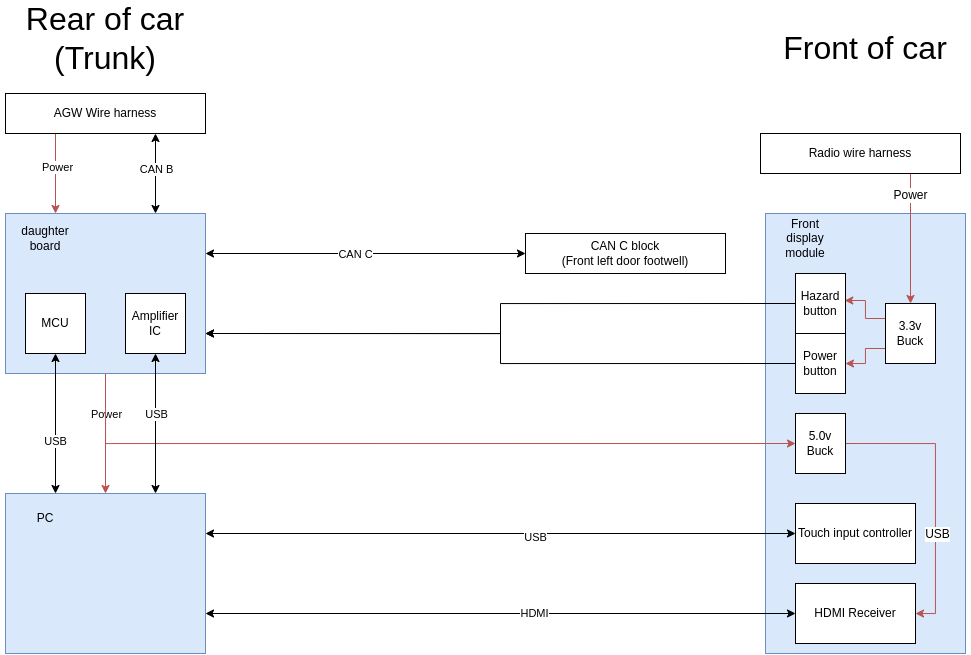 Rear of car
(Trunk)
Front of car
AGW Wire harness
Radio wire harness
Power
CAN B
Power
daughter
board
Front
display
module
CAN C
CAN C block
(Front left door footwell)
MCU
Amplifier
IC
Hazard
button
3.3v
Buck
Power
button
Power
USB
USB
5.0v
Buck
PC
USB
Touch input controller
USB
HDMI
HDMI Receiver